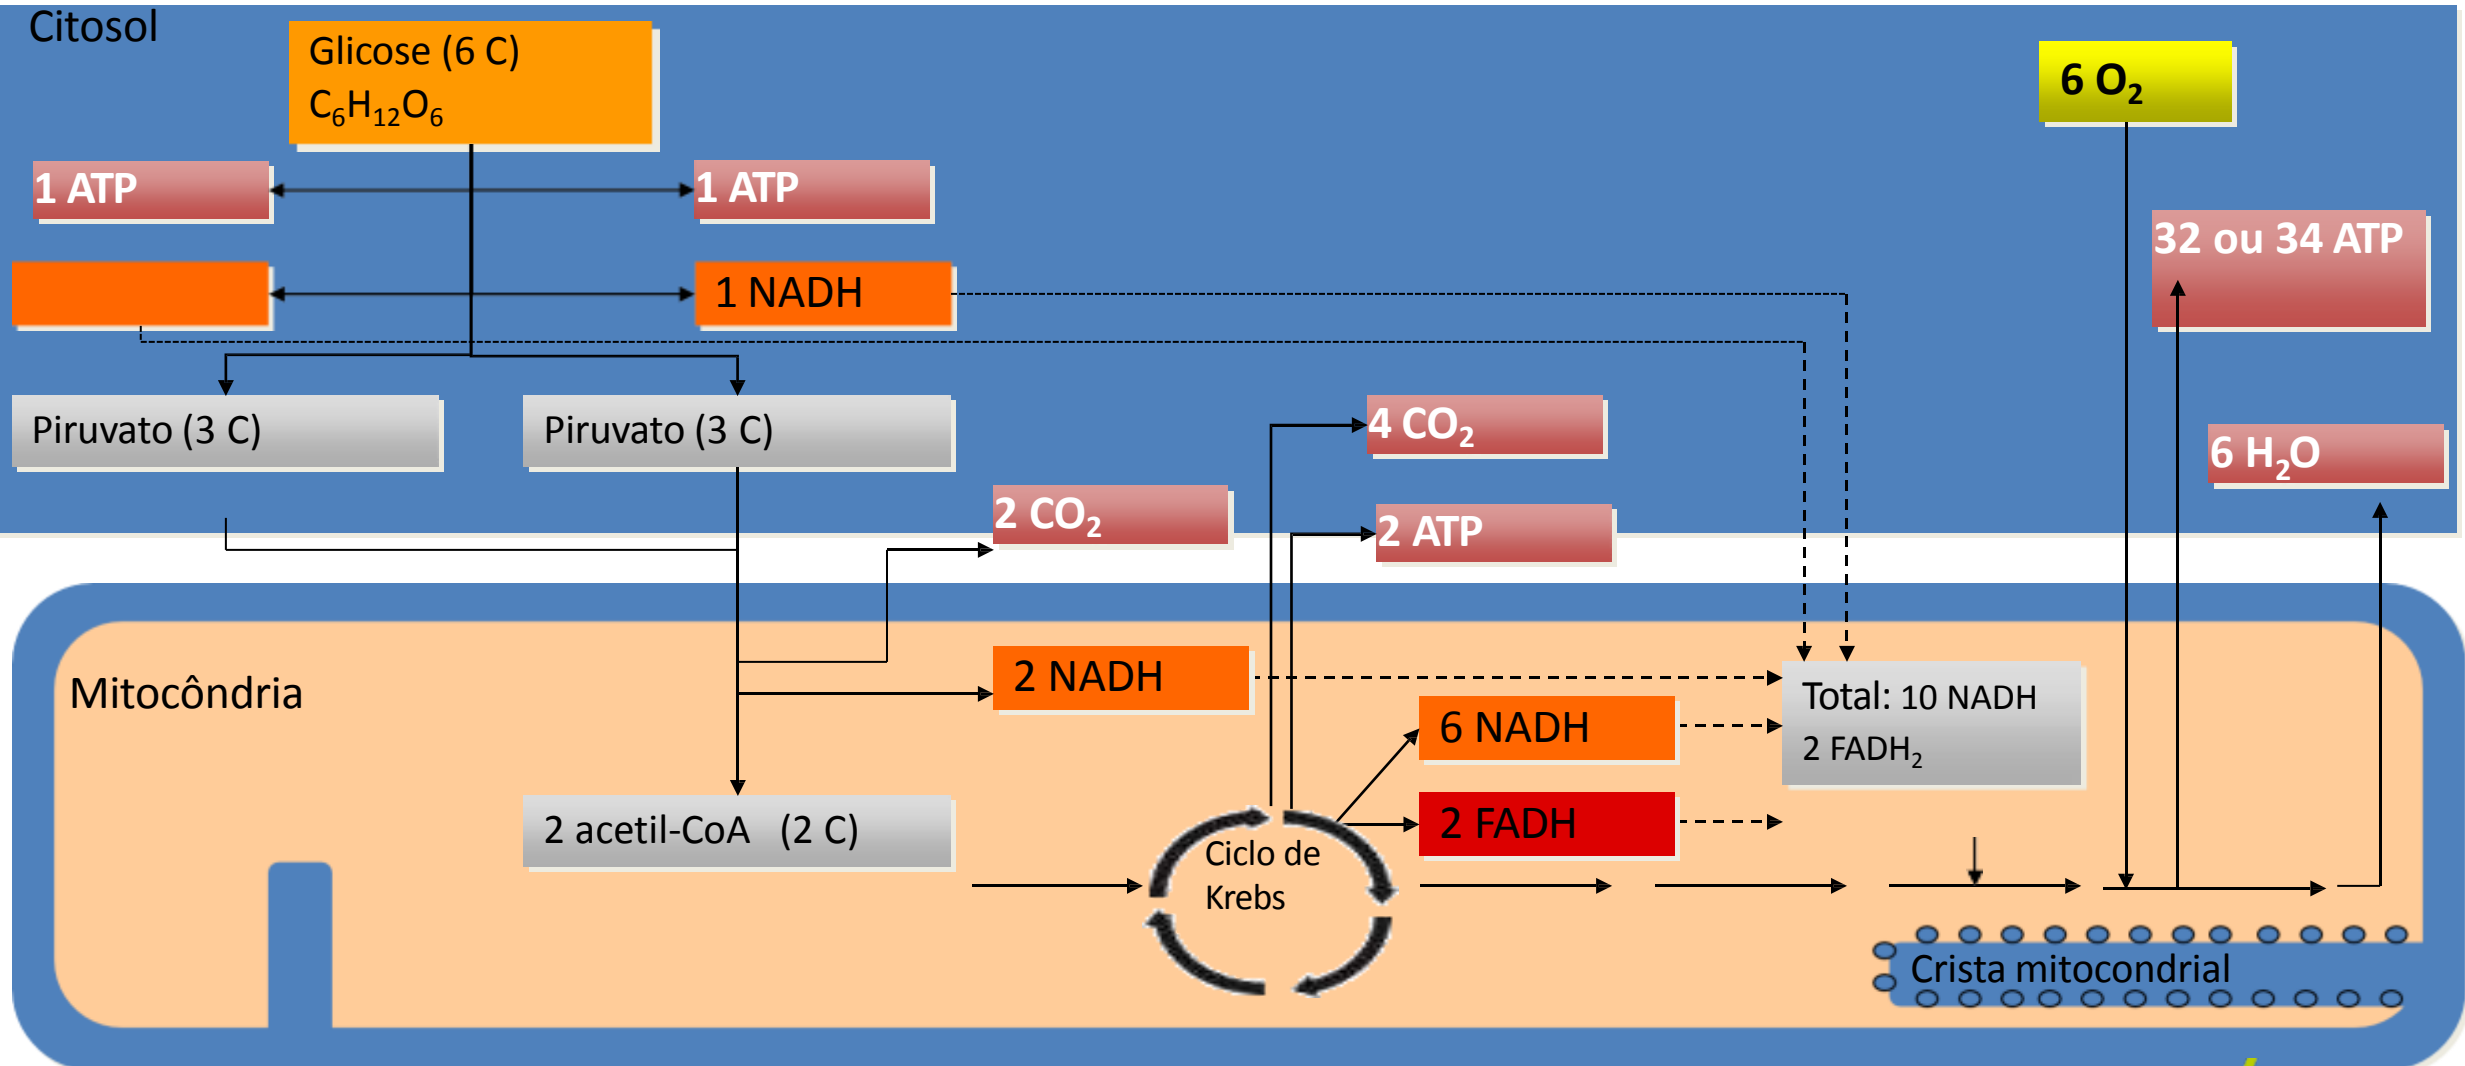 Citosol
Glicose (6 C)
C₆H₁₂O₆
6 O₂
1 ATP
1 ATP
32 ou 34 ATP
1 NADH
Piruvato (3 C)
Piruvato (3 C)
4 CO₂
6 H₂O
2 CO₂
2 ATP
Mitocôndria
2 NADH
6 NADH
Total: 10 NADH
2 FADH₂
2 acetil-CoA (2 C)
2 FADH
Ciclo de
Krebs
Crista mitocondrial